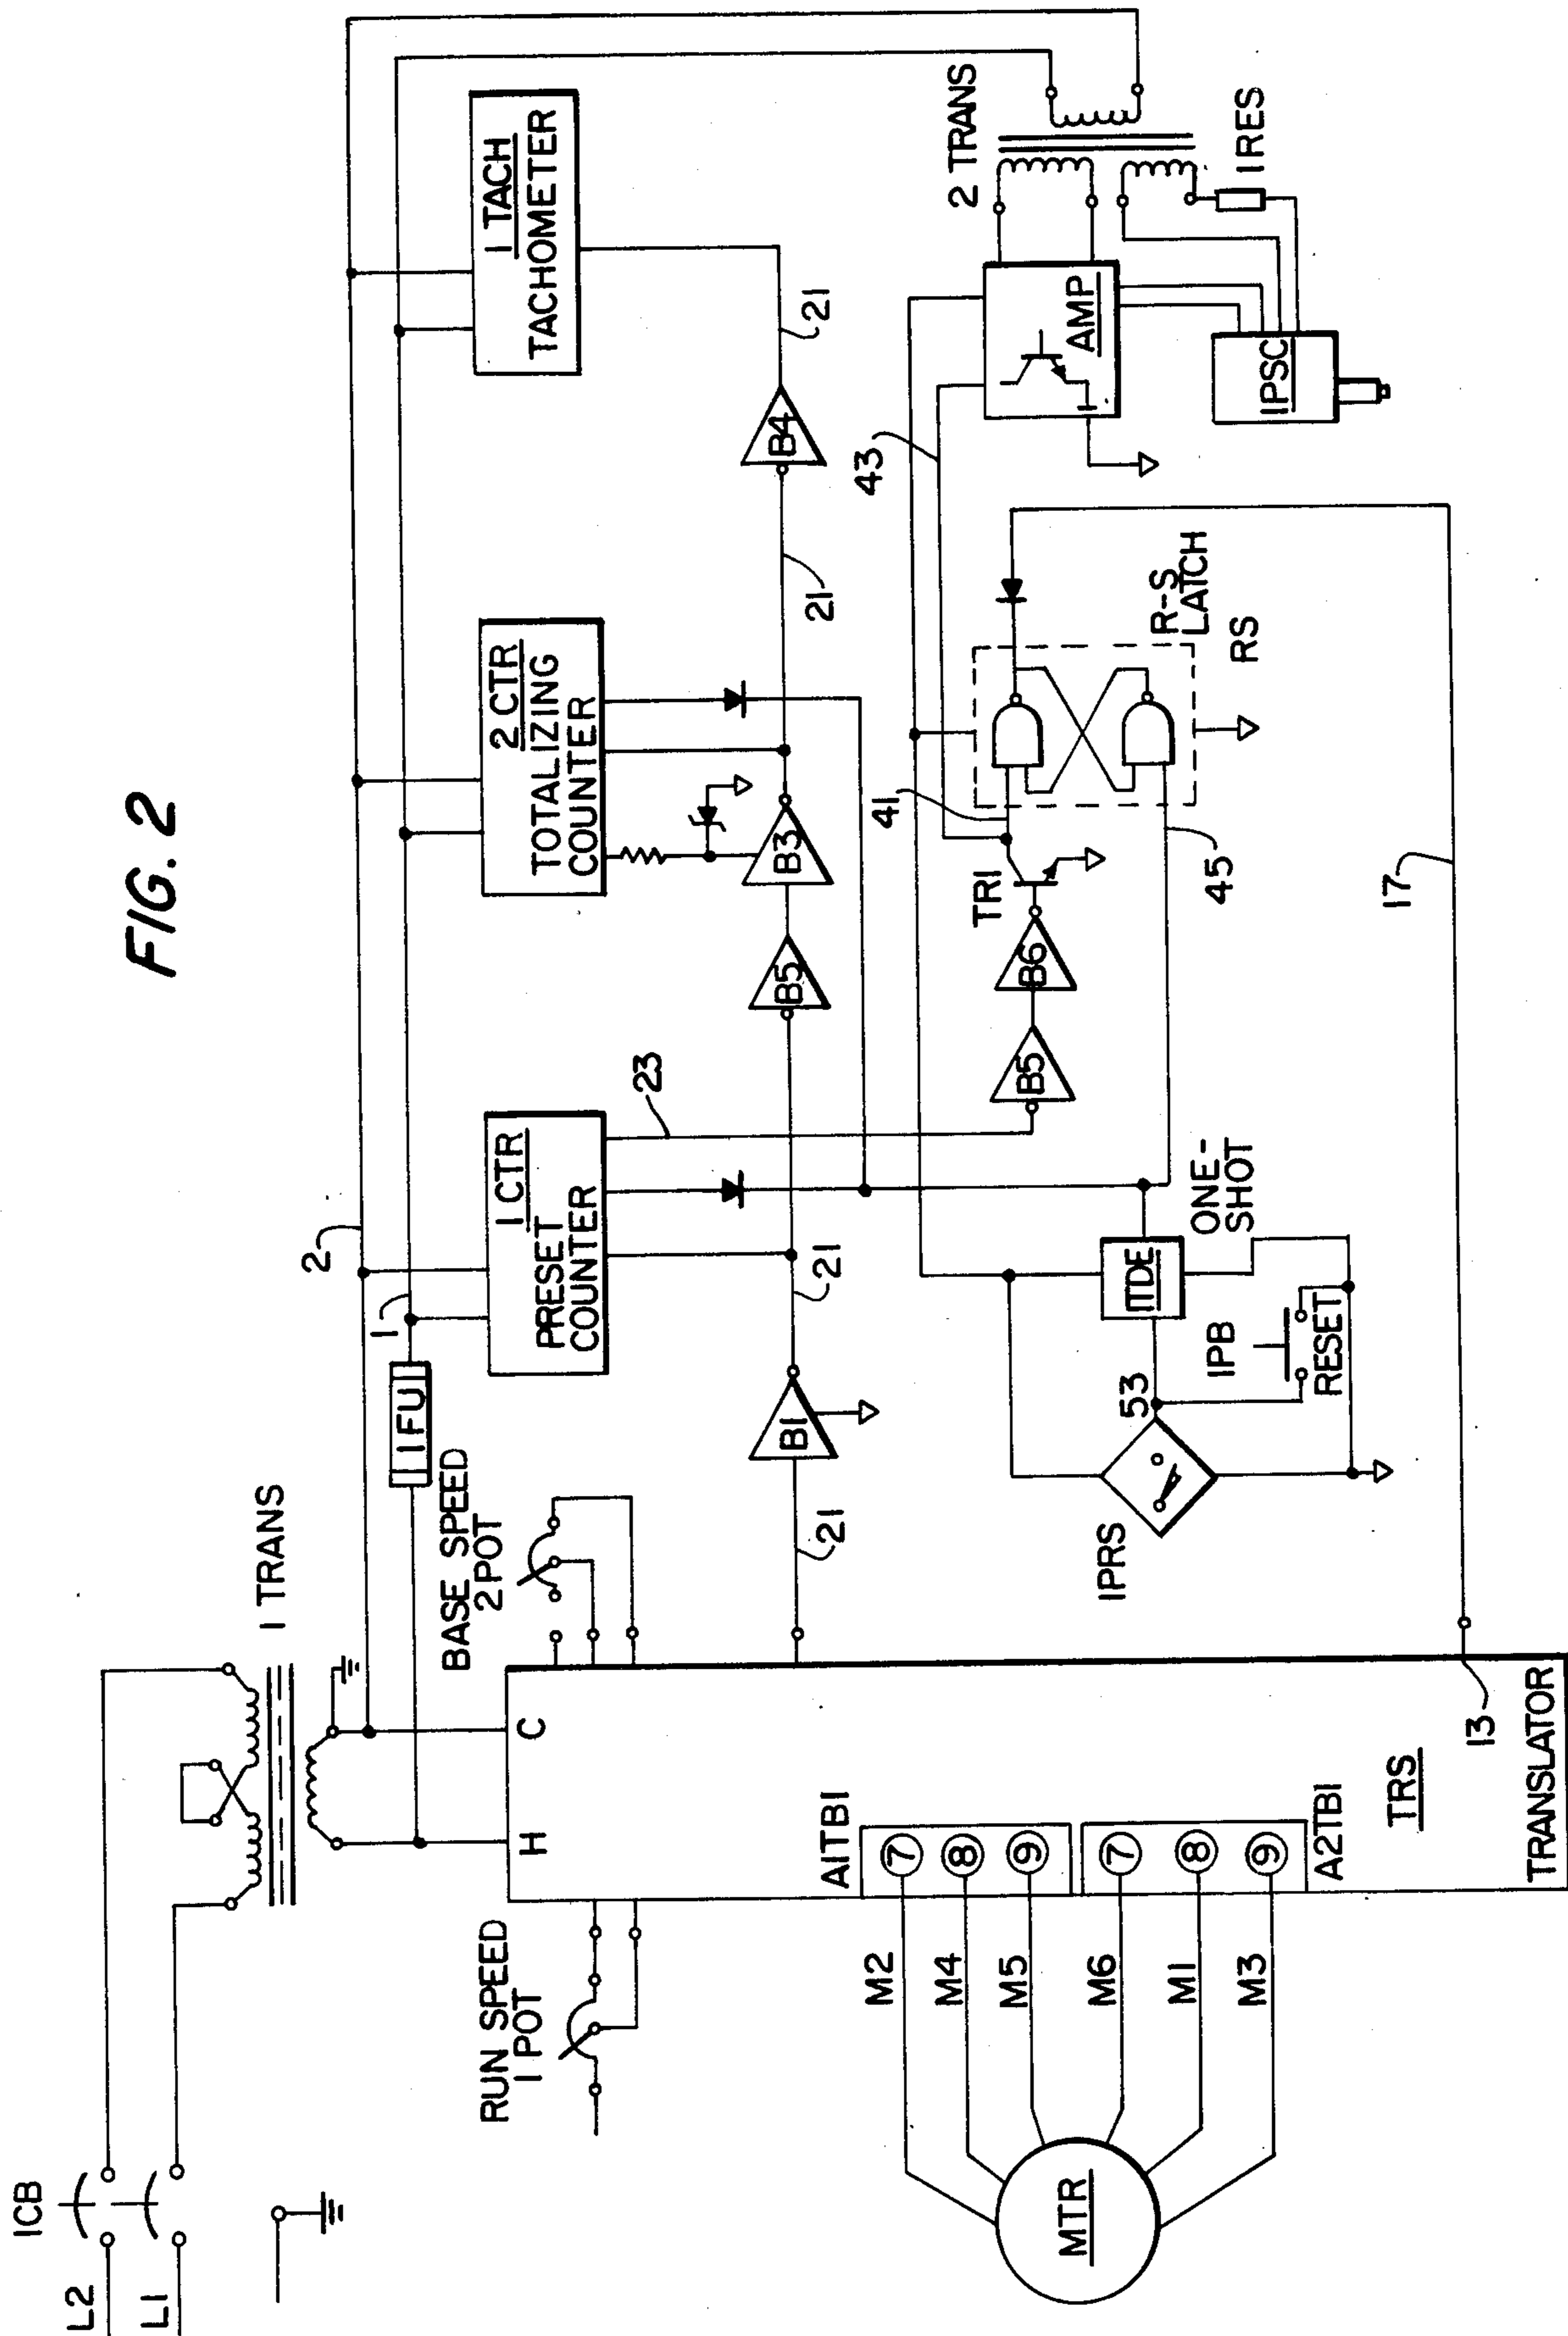 FIG. 2
1CB
L2
L1
1 TRANS
1 FU
1
2
RUN SPEED
1 POT
BASE SPEED
2 POT
H
C
1 CTR
PRESET
COUNTER
2 CTR
TOTALIZING
COUNTER
1 TACH
TACHOMETER
21
B1
21
B5
B3
21
B4
21
23
A1TB1
7
8
9
7
8
9
A2TB1
M2
M4
M5
M6
M1
M3
MTR
TRS
TRANSLATOR
13
17
1PRS
53
1PB
RESET
1TDE
ONE-
SHOT
B5
B6
TR1
41
43
45
R-S
LATCH
RS
AMP
2 TRANS
1RES
1PSC